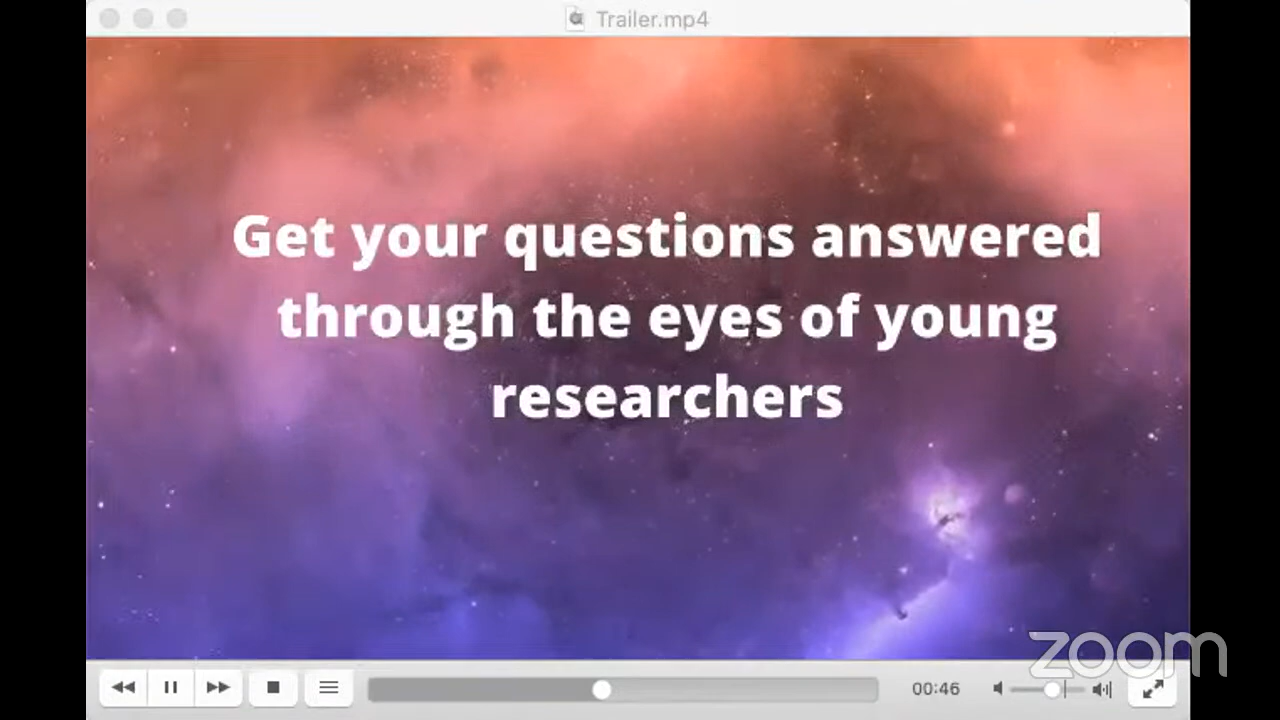 Trailer.mp4
Get your questions answered
through the eyes of young
researchers
00:46
zoom